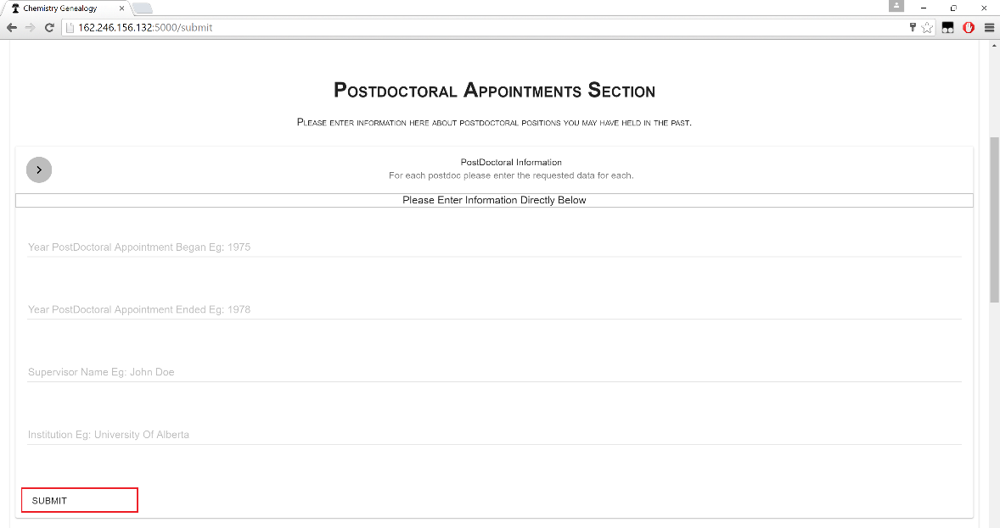 Chemistry Genealogy
162.246.156.132:5000/submit
Postdoctoral Appointments Section
Please enter information here about postdoctoral positions you may have held in the past.
PostDoctoral Information
For each postdoc please enter the requested data for each.
Please Enter Information Directly Below
Year PostDoctoral Appointment Began Eg: 1975
Year PostDoctoral Appointment Ended Eg: 1978
Supervisor Name Eg: John Doe
Institution Eg: University Of Alberta
SUBMIT